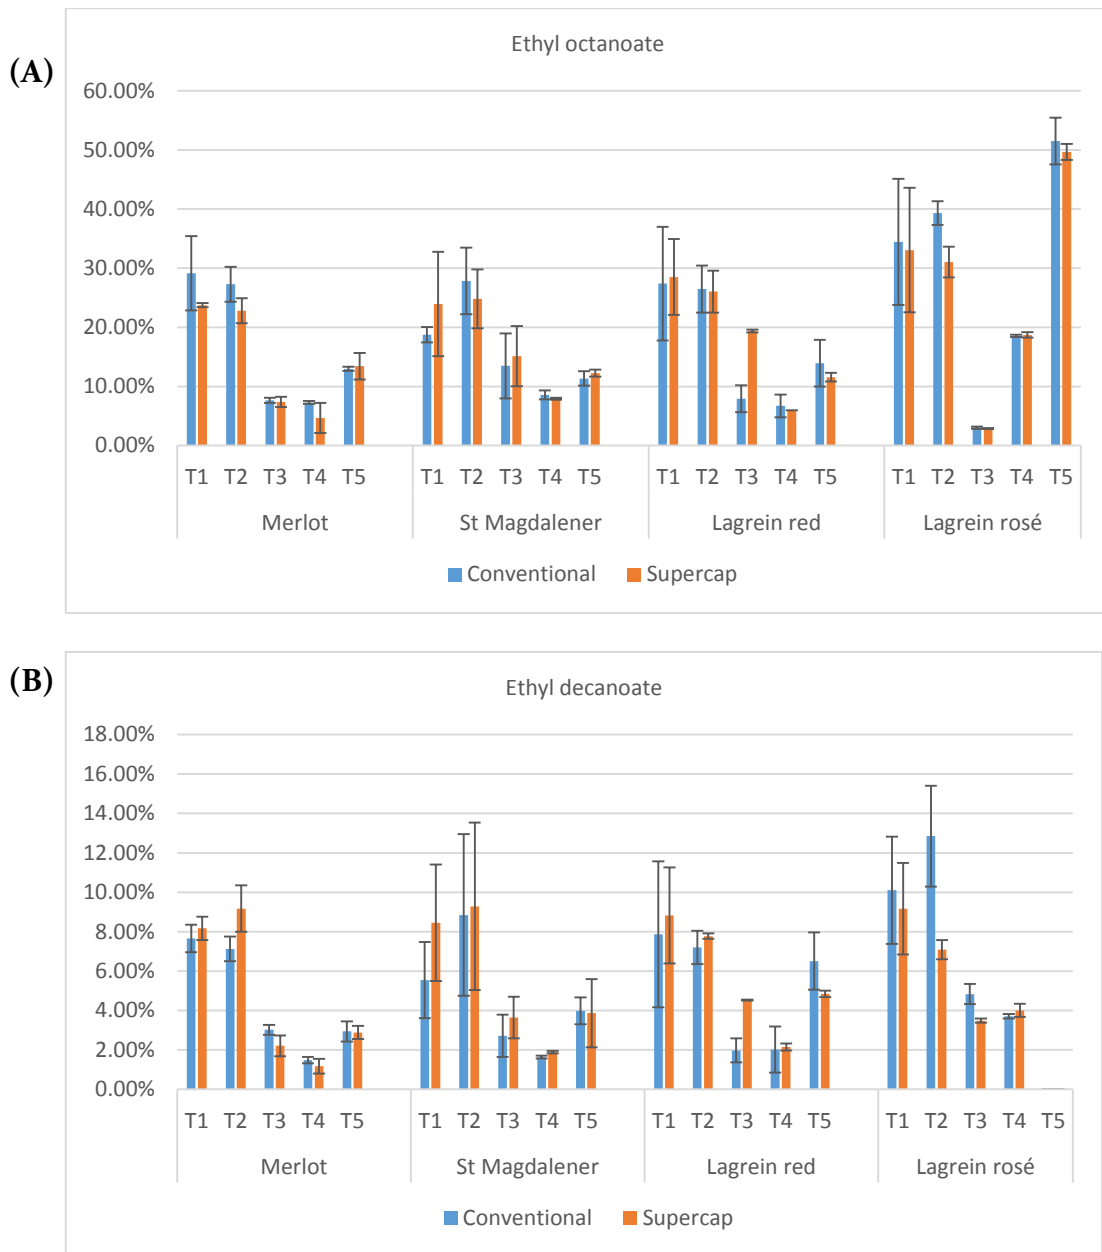 (A)
Ethyl octanoate
60.00%
50.00%
40.00%
30.00%
20.00%
10.00%
0.00%
T1 T2 T3 T4 T5 T1 T2 T3 T4 T5 T1 T2 T3 T4 T5 T1 T2 T3 T4 T5
Merlot St Magdalener Lagrein red Lagrein rosé
Conventional Supercap
(B)
Ethyl decanoate
18.00%
16.00%
14.00%
12.00%
10.00%
8.00%
6.00%
4.00%
2.00%
0.00%
T1 T2 T3 T4 T5 T1 T2 T3 T4 T5 T1 T2 T3 T4 T5 T1 T2 T3 T4 T5
Merlot St Magdalener Lagrein red Lagrein rosé
Conventional Supercap